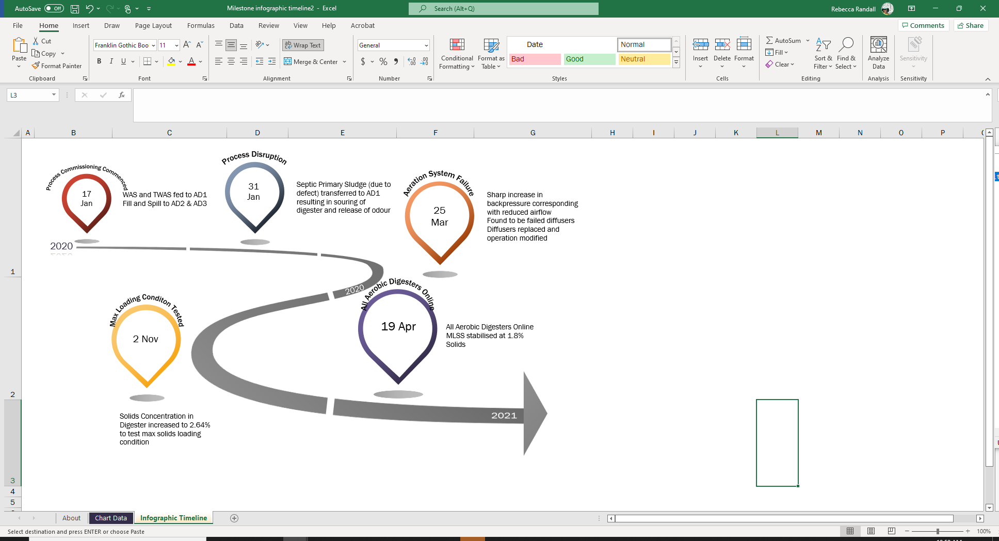 AutoSave Off
Milestone infographic timeline2 - Excel
Search (Alt+Q)
Rebecca Randall
File Home Insert Draw Page Layout Formulas Data Review View Help Acrobat
Comments Share
Paste
Cut
Copy
Format Painter
Clipboard
Franklin Gothic Boo 11
B I U
Font
ab Wrap Text
Merge & Center
Alignment
General
$ % 9
Number
Conditional
Formatting
Format as
Table
Date Normal
Bad Good Neutral
Styles
Insert Delete Format
Cells
AutoSum
Fill
Clear
Sort &
Filter
Find &
Select
Editing
Analyze
Data
Analysis
Sensitivity
Sensitivity
L3
fx
A B C D E F G H I J K L M N O P
1
2
3
4
5
Process Commissioning Commenced
17
Jan
WAS and TWAS fed to AD1
Fill and Spill to AD2 & AD3
Process Disruption
31
Jan
Septic Primary Sludge (due to
defect) transferred to AD1
resulting in souring of
digester and release of odour
Aeration System Failure
25
Mar
Sharp increase in
backpressure corresponding
with reduced airflow
Found to be failed diffusers
Diffusers replaced and
operation modified
2020
2020
All Aerobic Digesters Online
19 Apr
All Aerobic Digesters Online
MLSS stabilised at 1.8%
Solids
Max Loading Conditon Tested
2 Nov
Solids Concentration in
Digester increased to 2.64%
to test max solids loading
condition
2021
About Chart Data Infographic Timeline
Select destination and press ENTER or choose Paste
100%